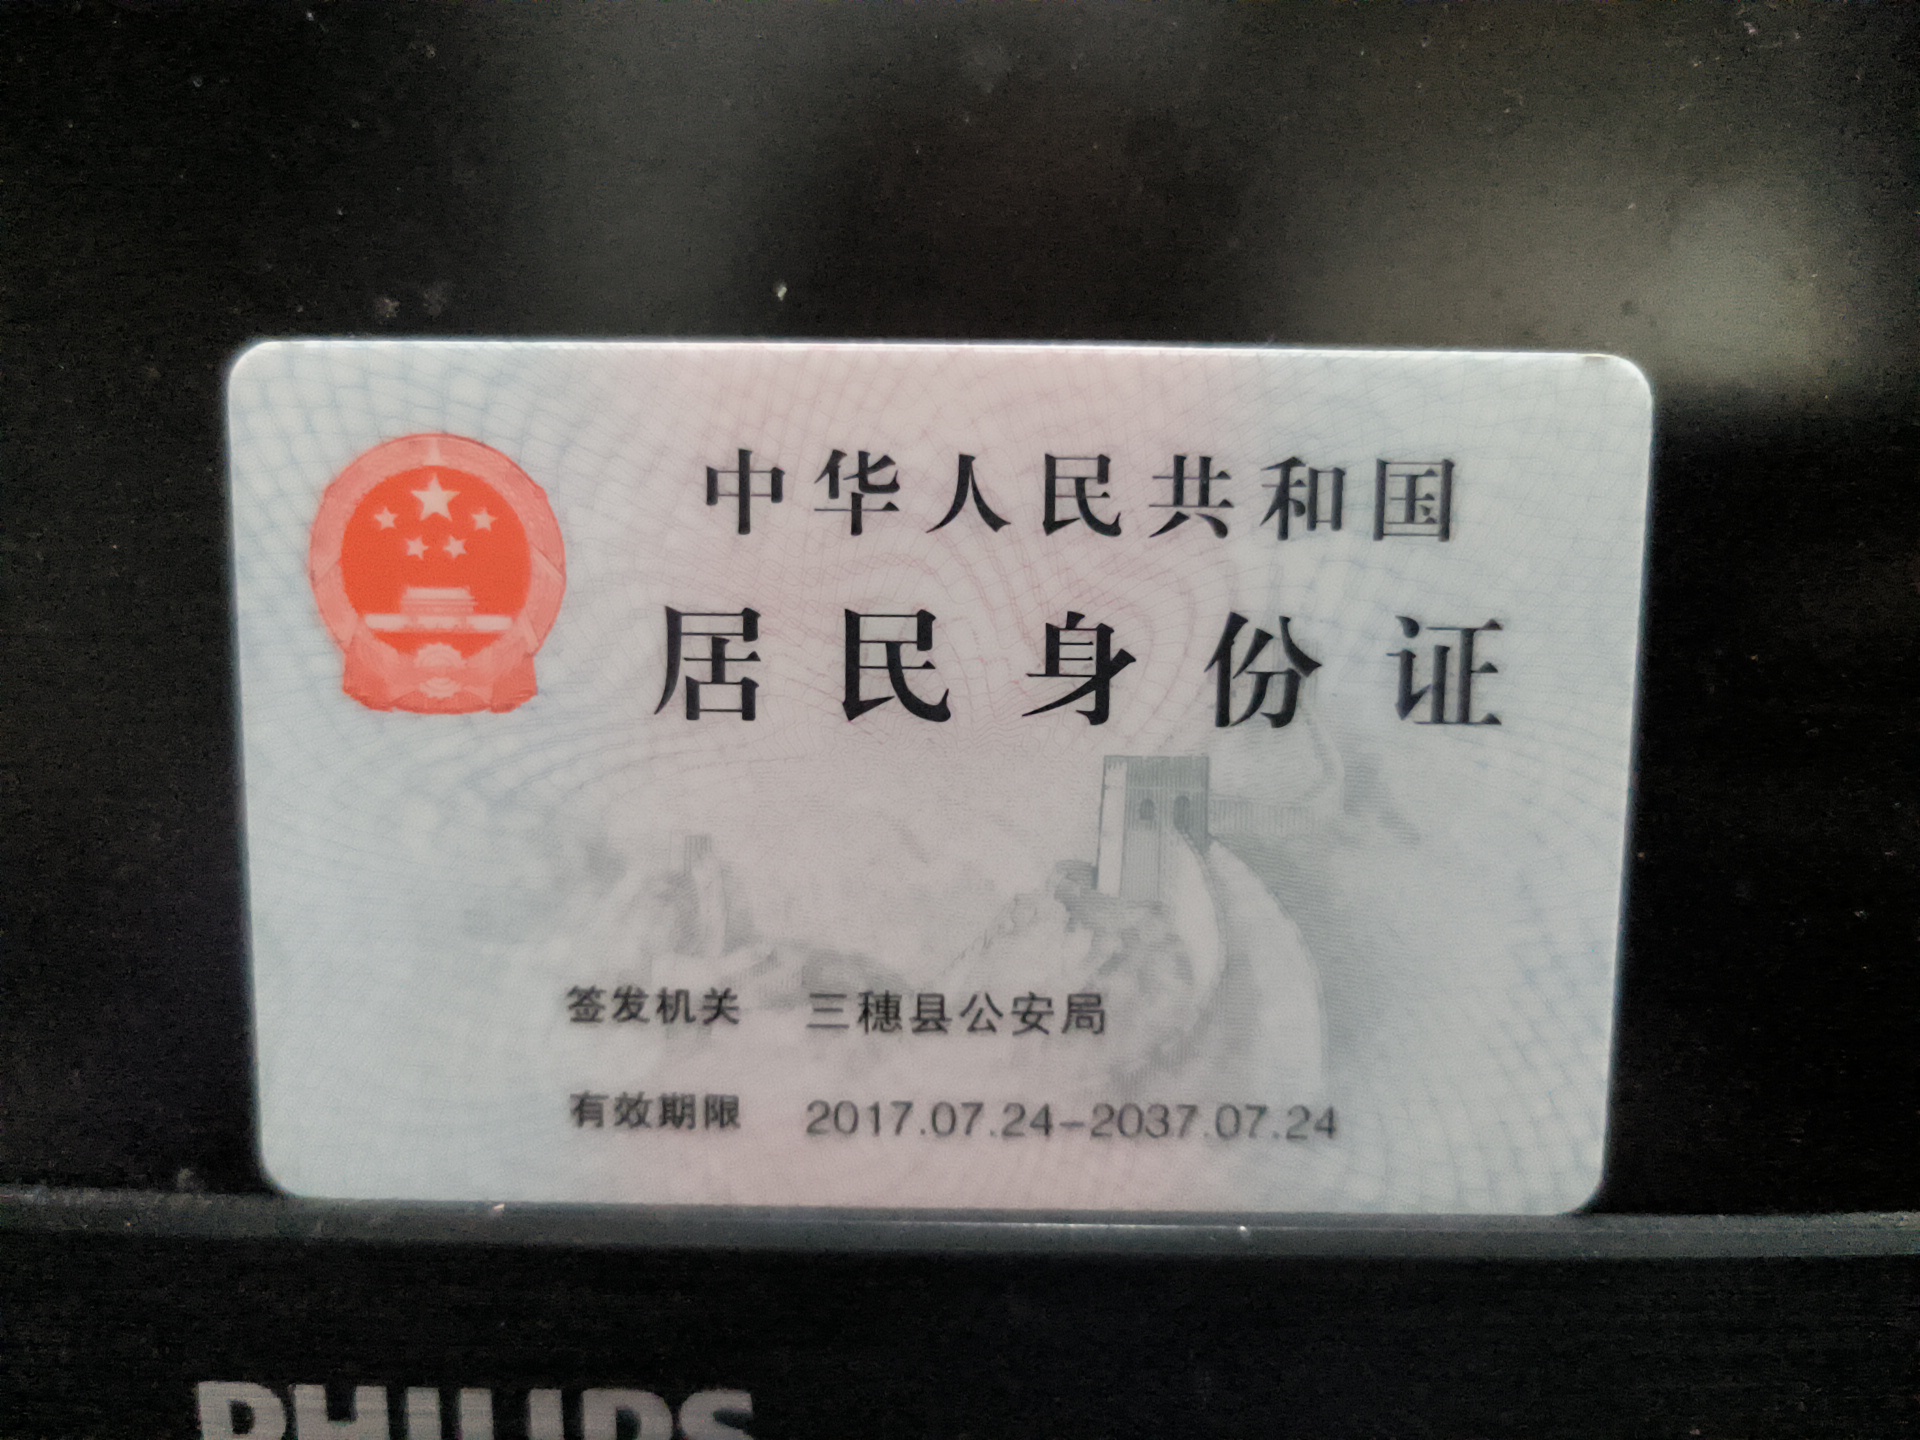 中华人民共和国
居民身份证
签发机关 三穗县公安局
有效期限 2017.07.24-2037.07.24
PHILIPS